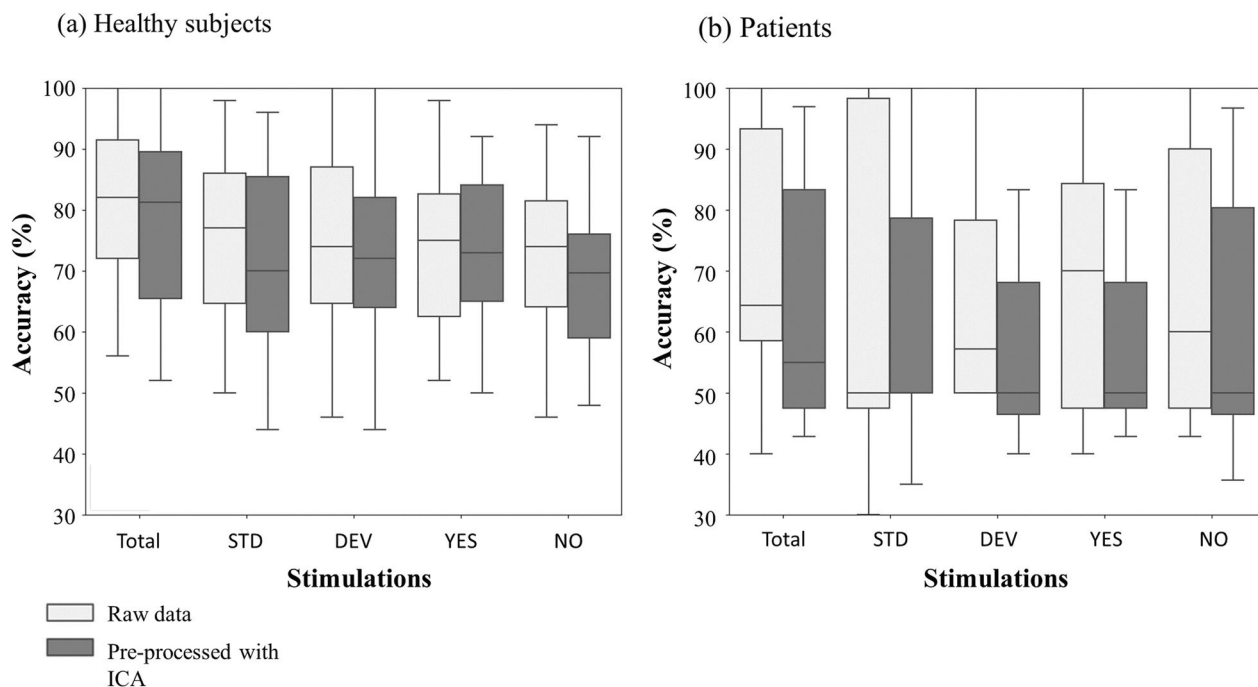 (a) Healthy subjects
Accuracy (%)
100
90
80
70
60
50
40
30
Total STD DEV YES NO
Stimulations
Raw data
Pre-processed with
ICA
(b) Patients
Accuracy (%)
100
90
80
70
60
50
40
30
Total STD DEV YES NO
Stimulations